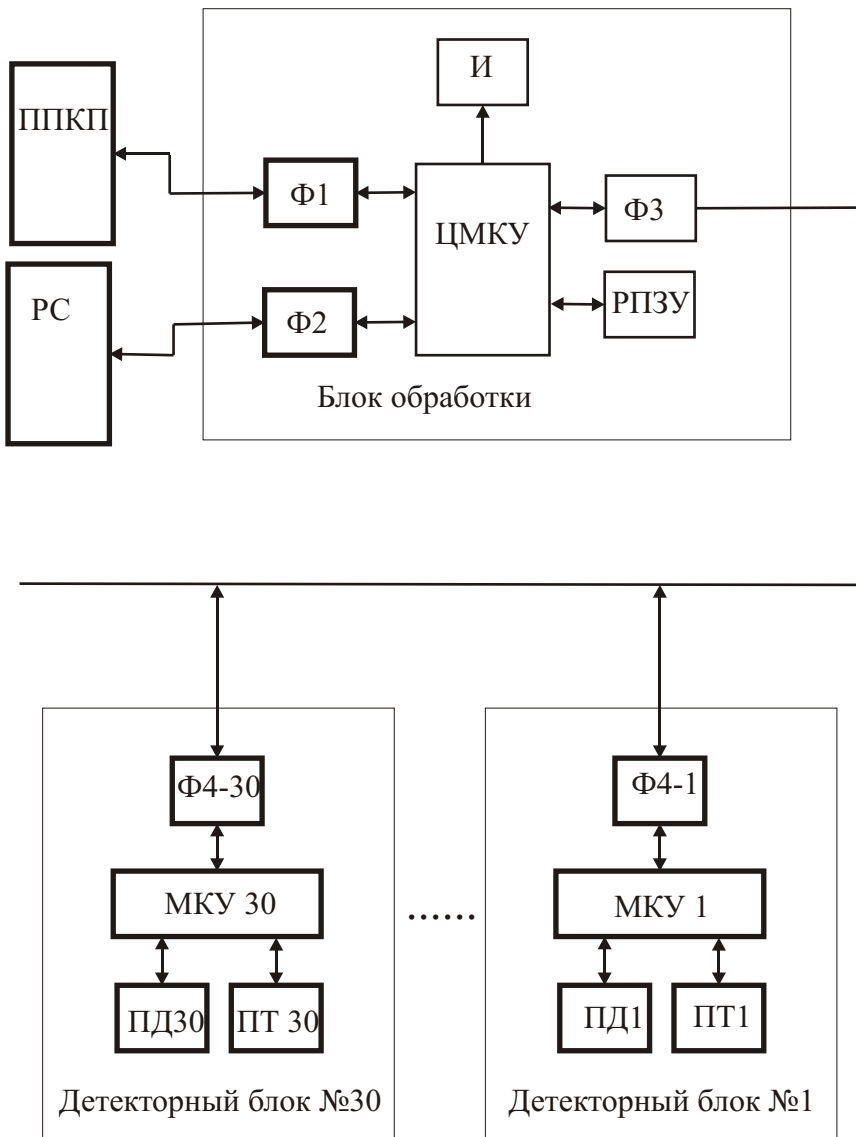 И
ППКП
Ф1
ЦМКУ
Ф3
РС
Ф2
РПЗУ
Блок обработки
Ф4-30
Ф4-1
МКУ 30
......
МКУ 1
ПД30
ПТ 30
ПД1
ПТ1
Детекторный блок №30
Детекторный блок №1